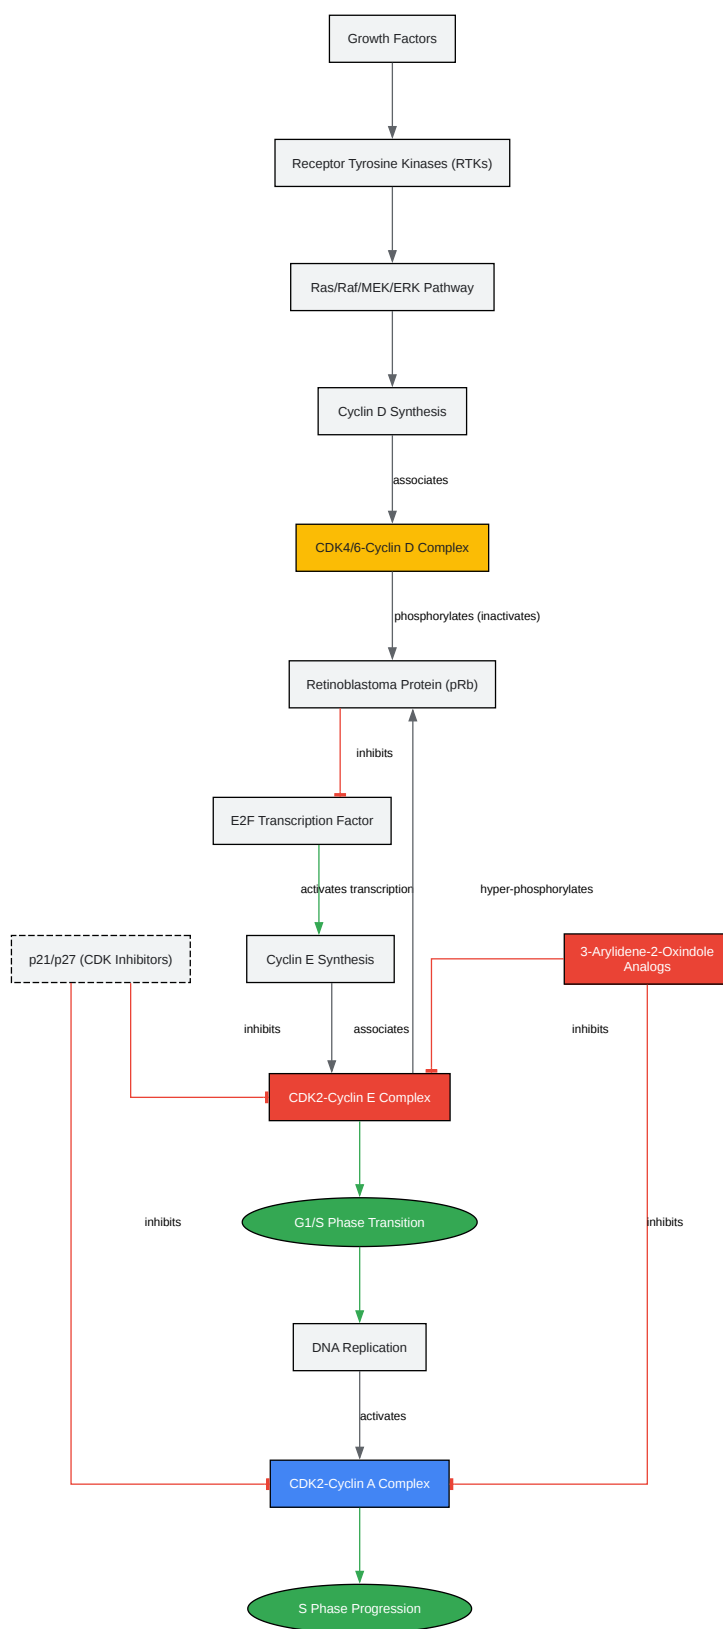 Growth Factors
Receptor Tyrosine Kinases (RTKs)
Ras/Raf/MEK/ERK Pathway
Cyclin D Synthesis
associates
CDK4/6-Cyclin D Complex
phosphorylates (inactivates)
Retinoblastoma Protein (pRb)
inhibits
E2F Transcription Factor
activates transcription
hyper-phosphorylates
p21/p27 (CDK Inhibitors)
Cyclin E Synthesis
3-Arylidene-2-Oxindole
Analogs
inhibits
associates
inhibits
CDK2-Cyclin E Complex
inhibits
G1/S Phase Transition
inhibits
DNA Replication
activates
CDK2-Cyclin A Complex
S Phase Progression